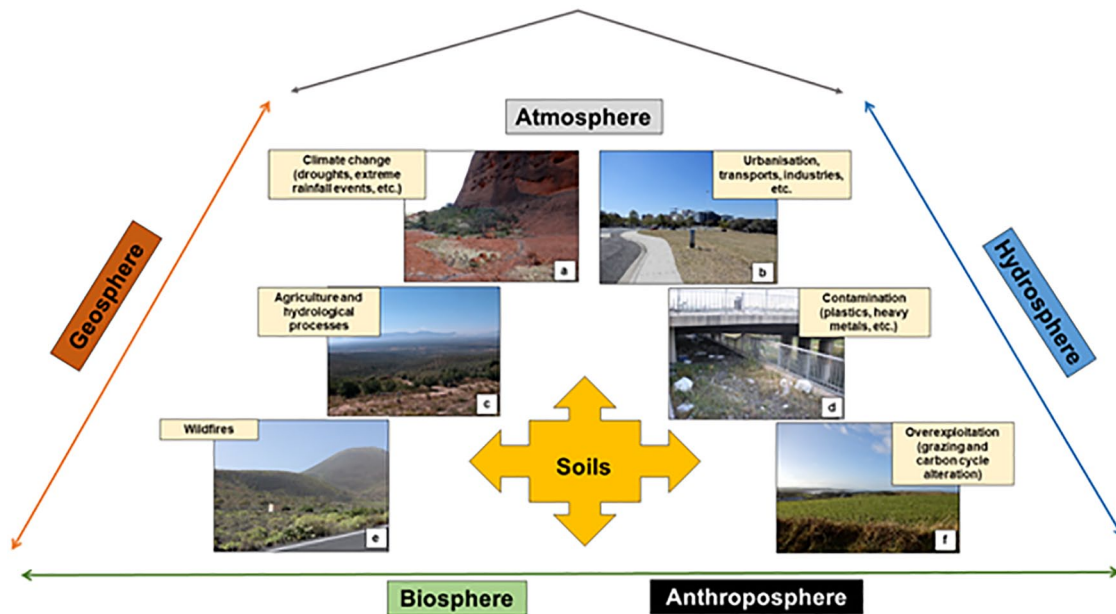 Atmosphere
Climate change
(droughts, extreme
rainfall events, etc.)
a
Urbanisation,
transports, industries,
etc.
b
Geosphere
Hydrosphere
Agriculture and
hydrological
processes
c
Contamination
(plastics, heavy
metals, etc.)
d
Wildfires
e
Soils
Overexploitation
(grazing and
carbon cycle
alteration)
f
Biosphere
Anthroposphere